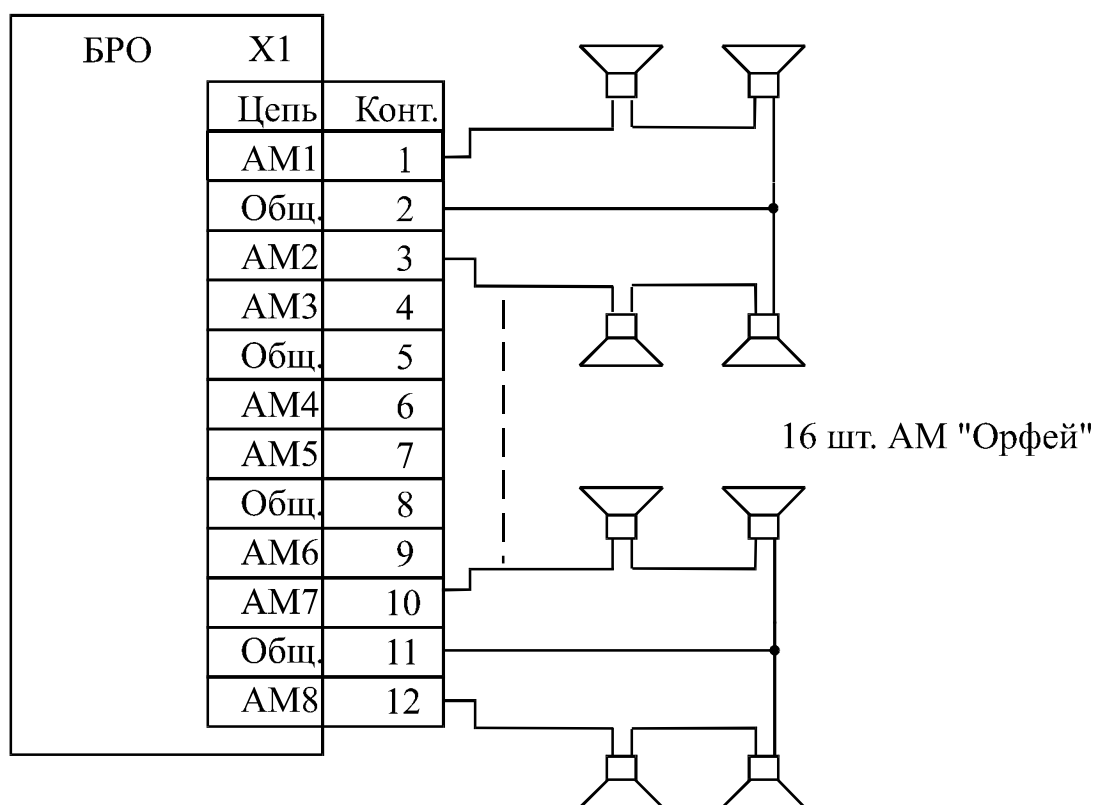 БРО X1
Цепь Конт.
АМ1 1
Общ. 2
АМ2 3
АМ3 4
Общ. 5
АМ4 6
АМ5 7
Общ. 8
АМ6 9
АМ7 10
Общ. 11
АМ8 12
16 шт. АМ "Орфей"